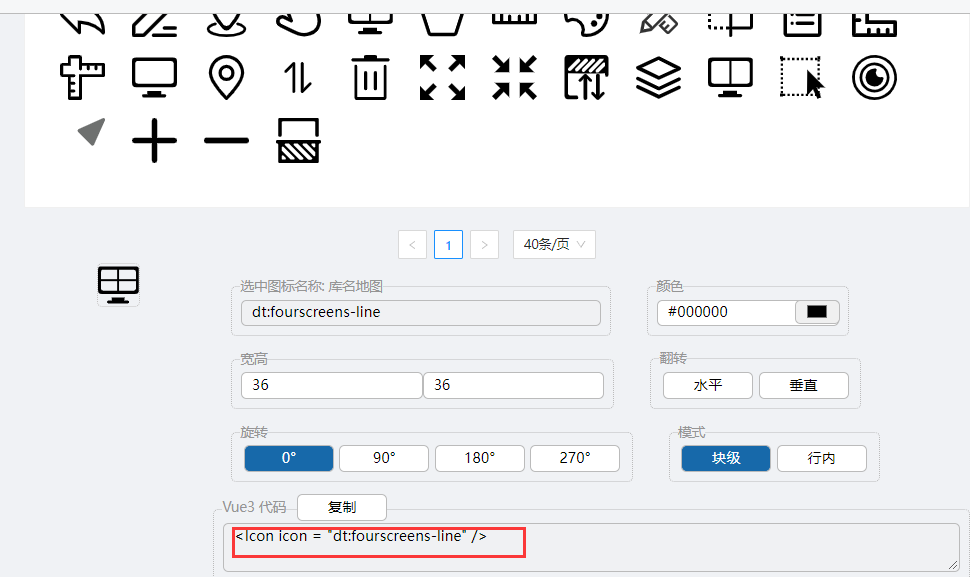 <
1
>
40条/页
选中图标名称: 库名地图
dt:fourscreens-line
颜色
#000000
宽高
36
36
翻转
水平
垂直
旋转
0°
90°
180°
270°
模式
块级
行内
Vue3 代码
复制
<Icon icon = "dt:fourscreens-line" />